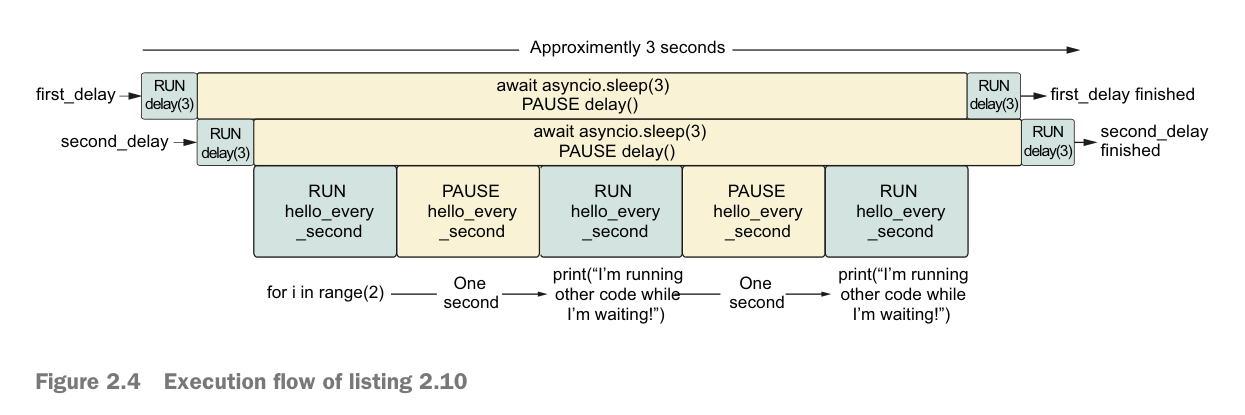 Approximently 3 seconds
first_delay
RUN
delay(3)
await asyncio.sleep(3)
PAUSE delay()
RUN
delay(3)
first_delay finished
second_delay
RUN
delay(3)
await asyncio.sleep(3)
PAUSE delay()
RUN
delay(3)
second_delay
finished
RUN
hello_every
_second
PAUSE
hello_every
_second
RUN
hello_every
_second
PAUSE
hello_every
_second
RUN
hello_every
_second
for i in range(2)
One
second
print(“I’m running
other code while
I’m waiting!”)
One
second
print(“I’m running
other code while
I’m waiting!”)
Figure 2.4 Execution flow of listing 2.10